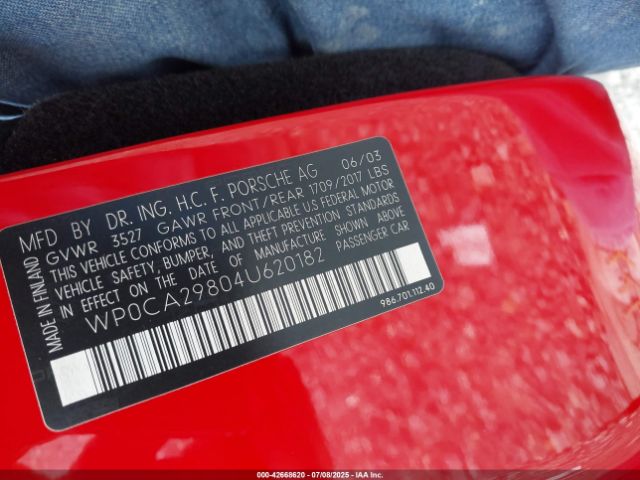 MFD BY DR. ING. H.C. F. PORSCHE AG 06/03
GVWR 3527 GAWR FRONT/REAR 1709/2017 LBS
THIS VEHICLE CONFORMS TO ALL APPLICABLE US FEDERAL MOTOR
VEHICLE SAFETY, BUMPER, AND THEFT PREVENTION STANDARDS
IN EFFECT ON THE DATE OF MANUFACTURE SHOWN ABOVE
WP0CA29804U620182 PASSENGER CAR
MADE IN FINLAND
986.701.112.40
000-42668620 - 07/08/2025 - IAAI.COM